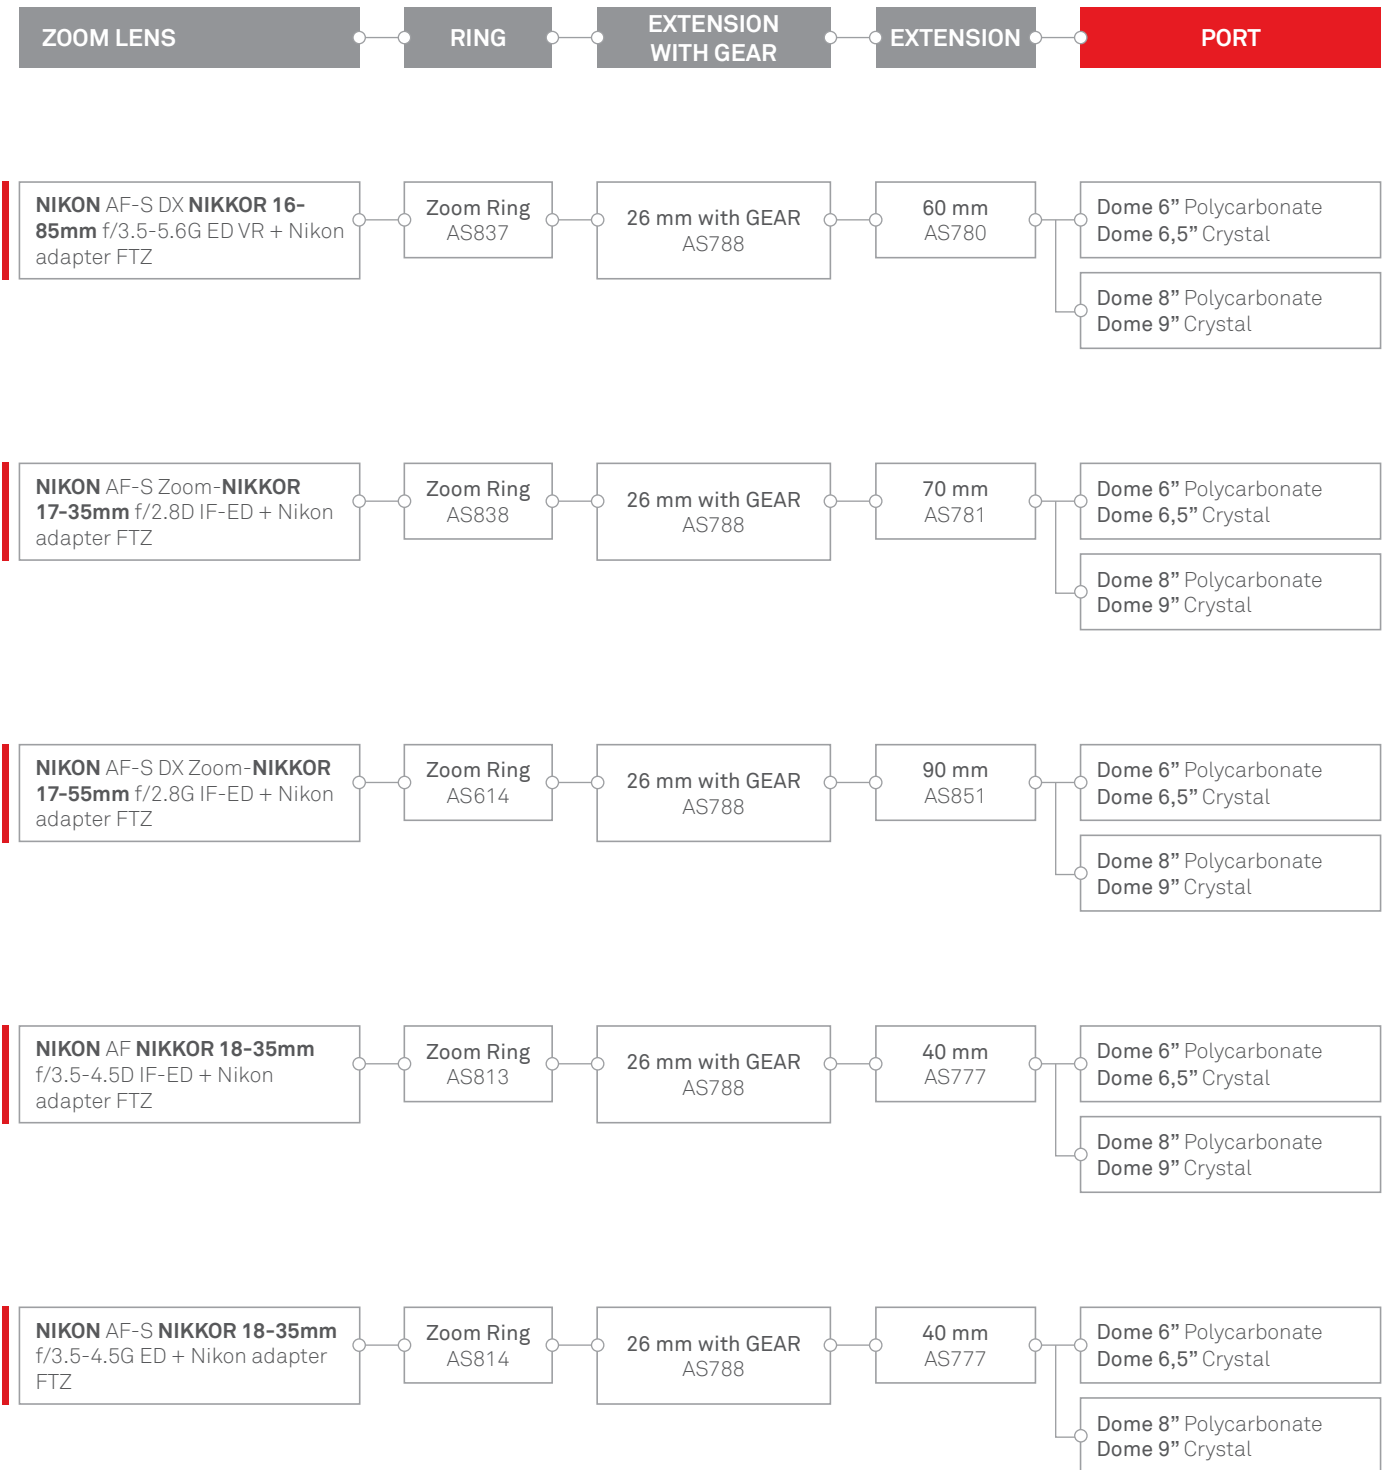 ZOOM LENS
RING
EXTENSION
WITH GEAR
EXTENSION
PORT
NIKON AF-S DX NIKKOR 16-
85mm f/3.5-5.6G ED VR + Nikon
adapter FTZ
Zoom Ring
AS837
26 mm with GEAR
AS788
60 mm
AS780
Dome 6” Polycarbonate
Dome 6,5” Crystal
Dome 8” Polycarbonate
Dome 9” Crystal
NIKON AF-S Zoom-NIKKOR
17-35mm f/2.8D IF-ED + Nikon
adapter FTZ
Zoom Ring
AS838
26 mm with GEAR
AS788
70 mm
AS781
Dome 6” Polycarbonate
Dome 6,5” Crystal
Dome 8” Polycarbonate
Dome 9” Crystal
NIKON AF-S DX Zoom-NIKKOR
17-55mm f/2.8G IF-ED + Nikon
adapter FTZ
Zoom Ring
AS614
26 mm with GEAR
AS788
90 mm
AS851
Dome 6” Polycarbonate
Dome 6,5” Crystal
Dome 8” Polycarbonate
Dome 9” Crystal
NIKON AF NIKKOR 18-35mm
f/3.5-4.5D IF-ED + Nikon
adapter FTZ
Zoom Ring
AS813
26 mm with GEAR
AS788
40 mm
AS777
Dome 6” Polycarbonate
Dome 6,5” Crystal
Dome 8” Polycarbonate
Dome 9” Crystal
NIKON AF-S NIKKOR 18-35mm
f/3.5-4.5G ED + Nikon adapter
FTZ
Zoom Ring
AS814
26 mm with GEAR
AS788
40 mm
AS777
Dome 6” Polycarbonate
Dome 6,5” Crystal
Dome 8” Polycarbonate
Dome 9” Crystal